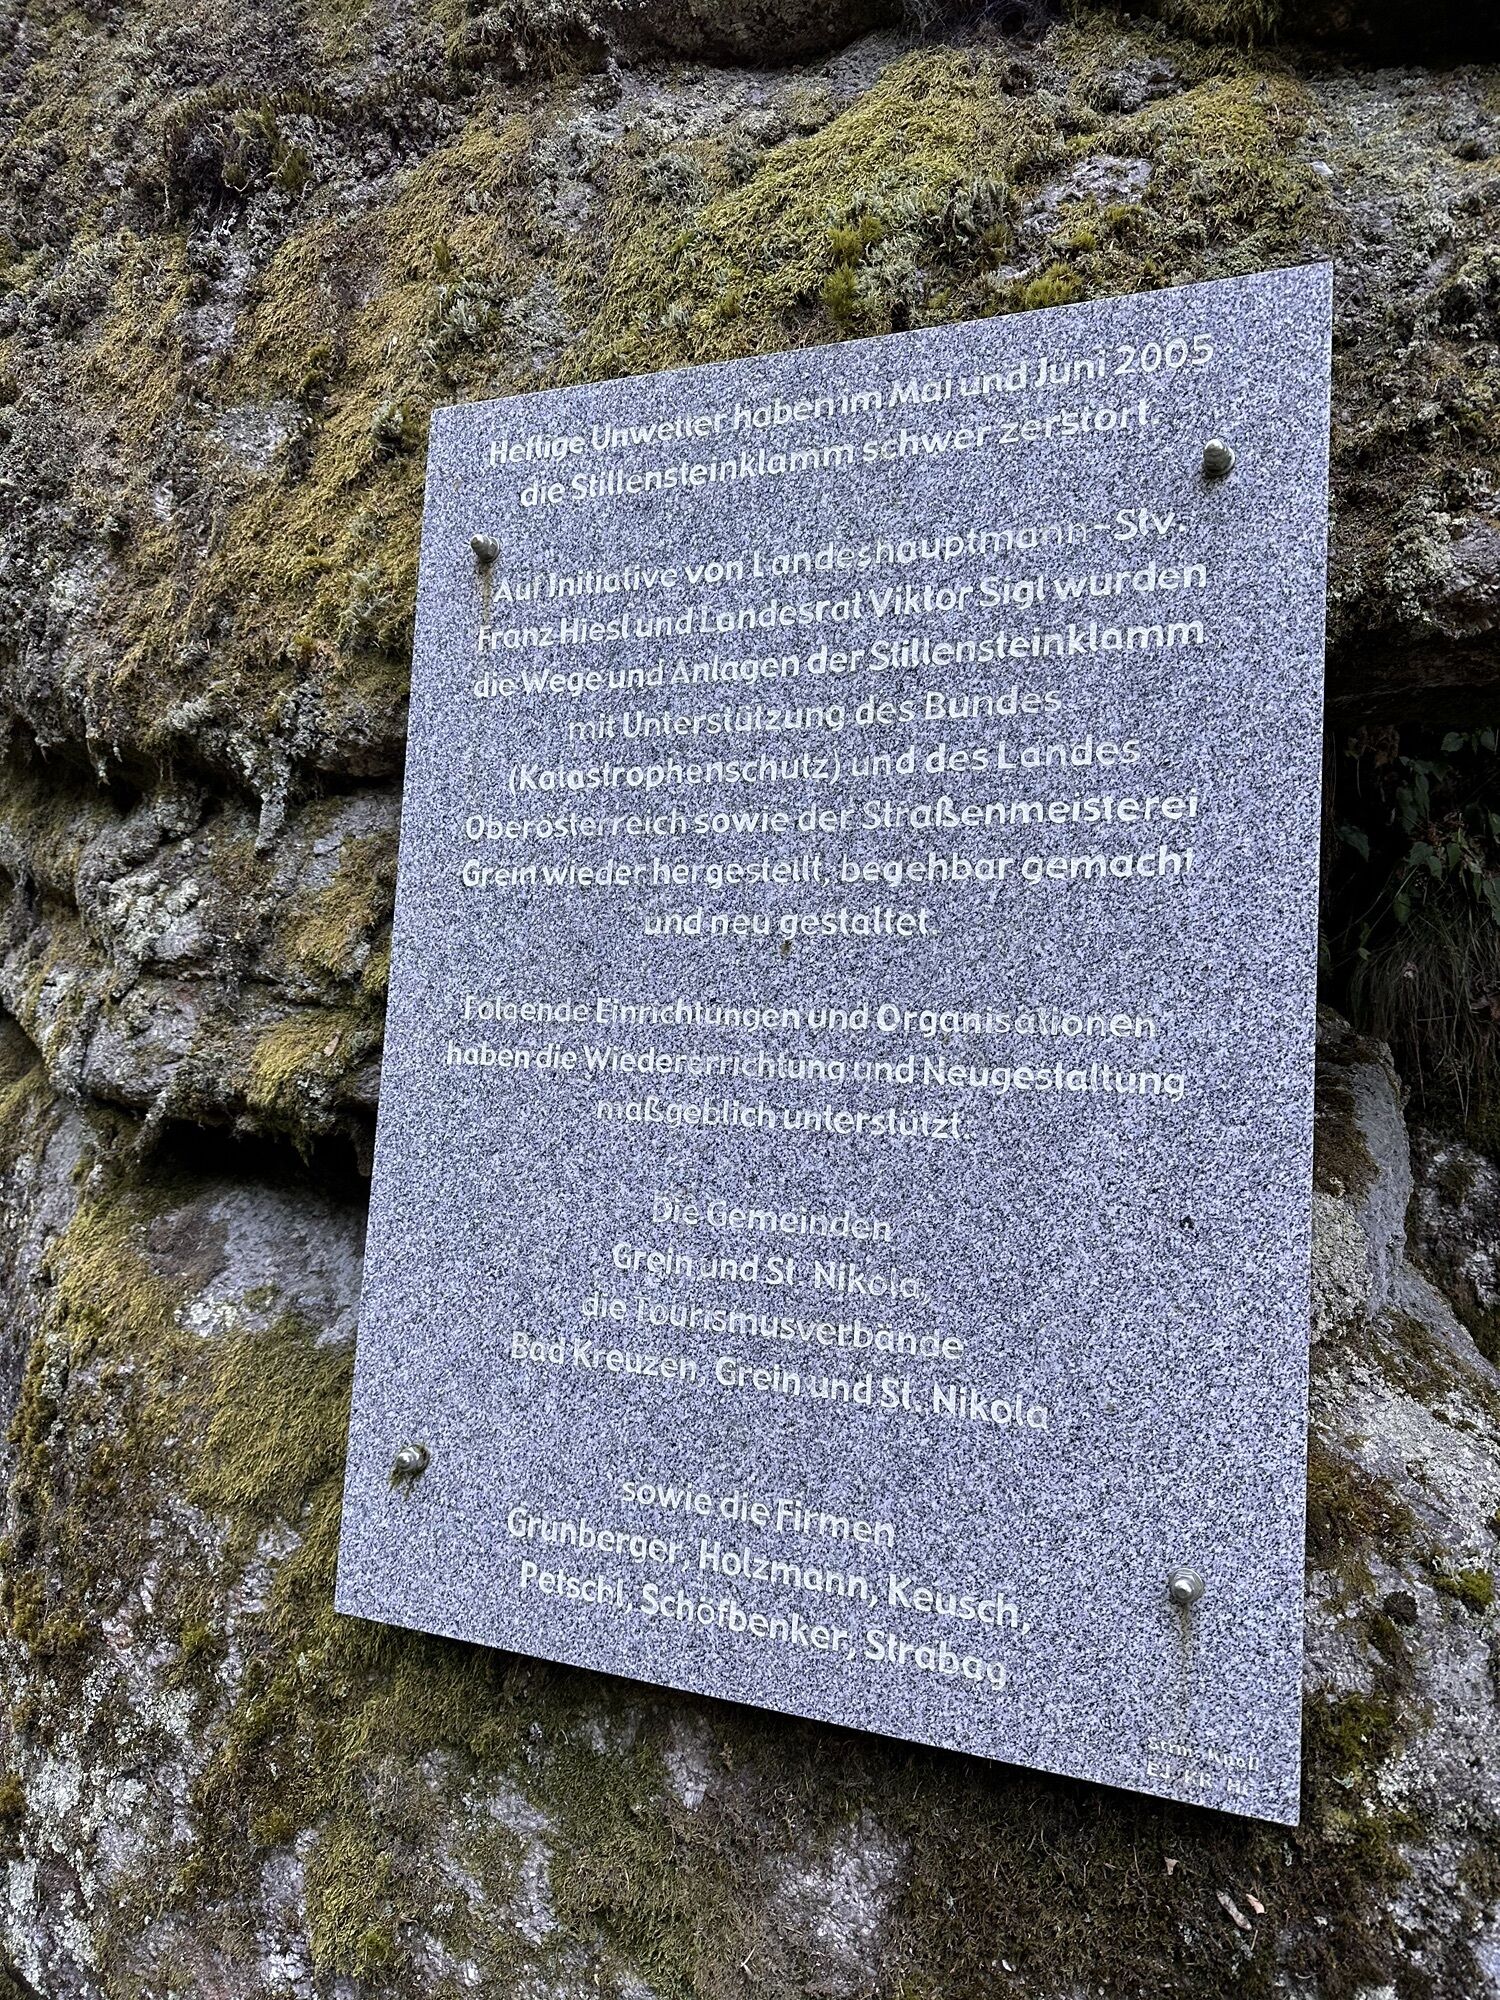 Heftige Unwetter haben im Mai und Juni 2005
die Stillensteinklamm schwer zerstört.
Auf Initiative von Landeshauptmann-Stv.
Franz Hiesl und Landesrat Viktor Sigl wurden
die Wege und Anlagen der Stillensteinklamm
mit Unterstützung des Bundes
(Katastrophenschutz) und des Landes
Oberösterreich sowie der Straßenmeisterei
Grein wieder hergestellt, begehbar gemacht
und neu gestaltet.
Folgende Einrichtungen und Organisationen
haben die Wiedererrichtung und Neugestaltung
maßgeblich unterstützt.
Die Gemeinden
Grein und St. Nikola,
die Tourismusverbände
Bad Kreuzen, Grein und St. Nikola
sowie die Firmen
Grünberger, Holzmann, Keusch,
Petschl, Schöfbenker, Strabag